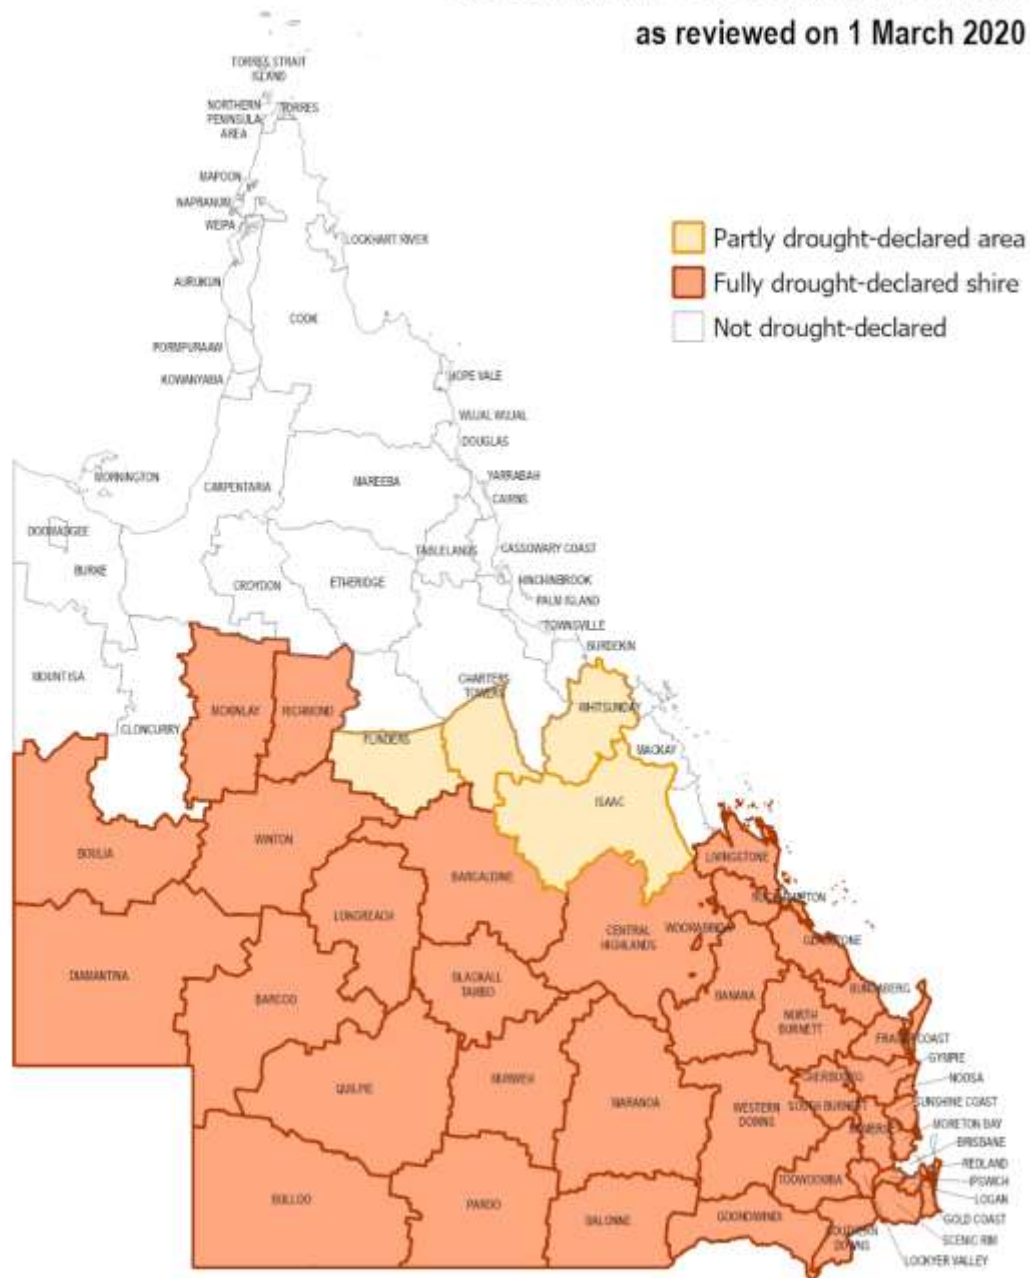 as reviewed on 1 March 2020
TORRES STRAIT
ISLAND
NORTHERN
PENINSULA
AREA
TORRES
MAPOON
NAPRANUM
WEIPA
LOCKHART RIVER
Partly drought-declared area
Fully drought-declared shire
Not drought-declared
AURUKUN
COOK
PORMPURAAW
KOWANYAMA
HOPE VALE
WUJAL WUJAL
DOUGLAS
MORNINGTON
CARPENTARIA
MAREEBA
YARRABAH
CAIRNS
DOOMADGEE
BURKE
CROYDON
ETHERIDGE
TABLELANDS
CASSOWARY COAST
HINCHINBROOK
PALM ISLAND
TOWNSVILLE
BURDEKIN
MOUNT ISA
CLONCURRY
MCKINLAY
RICHMOND
FLINDERS
CHARTERS
TOWERS
WHITSUNDAY
MACKAY
ISAAC
BOULIA
WINTON
BARCALDINE
LIVINGSTONE
ROCKHAMPTON
LONGREACH
CENTRAL
HIGHLANDS
WOORABINDA
GLADSTONE
DIAMANTINA
BARCOO
BLACKALL
TAMBO
BANANA
NORTH
BURNETT
BUNDABERG
FRASER COAST
GYMPIE
NOOSA
QUILPIE
MURWEH
MARANOA
WESTERN
DOWNS
CHERBOURG
SOUTH BURNETT
SUNSHINE COAST
SOMERSET
MORETON BAY
BRISBANE
REDLAND
IPSWICH
LOGAN
TOOWOOMBA
BULLOO
PAROO
BALONNE
GOONDIWINDI
SOUTHERN
DOWNS
GOLD COAST
SCENIC RIM
LOCKYER VALLEY